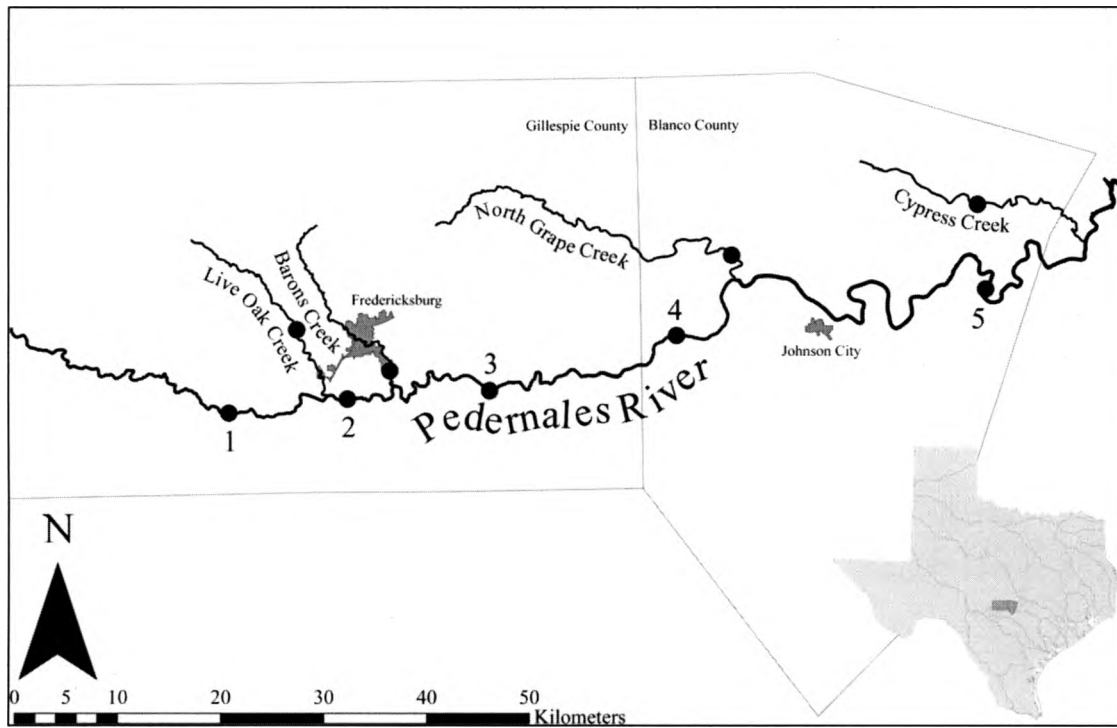 Gillespie County
Blanco County
Cypress Creek
North Grape Creek
Barons Creek
Live Oak Creek
Fredericksburg
4
5
Johnson City
3
Pedernales River
1
2
N
0 5 10 20 30 40 50
Kilometers